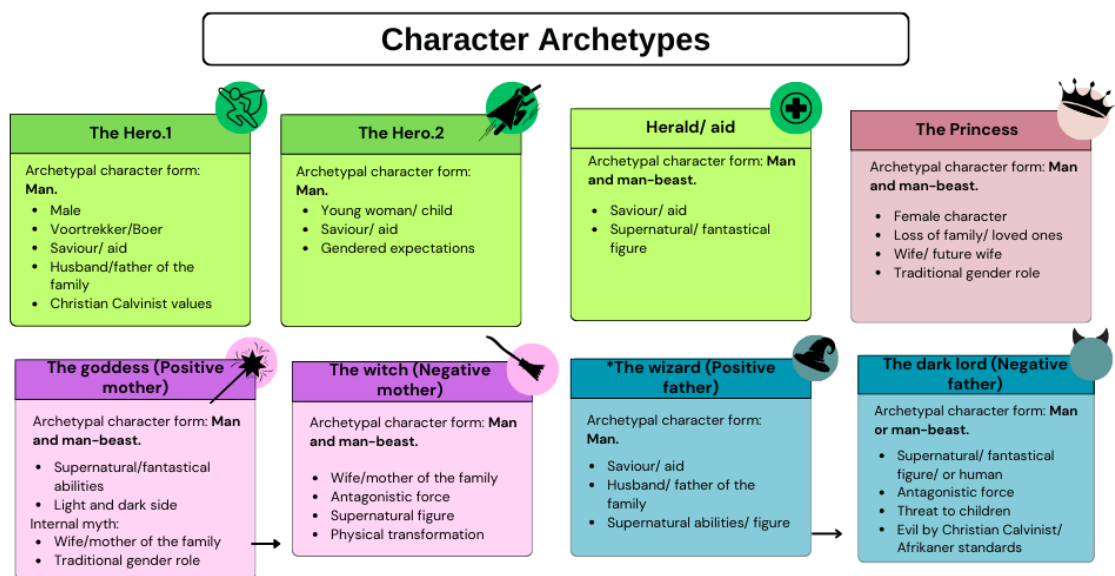 Character Archetypes
The Hero.1
Archetypal character form:
Man.
• Male
• Voortrekker/Boer
• Saviour/ aid
• Husband/father of the
family
• Christian Calvinist values
The Hero.2
Archetypal character form:
Man.
• Young woman/ child
• Saviour/ aid
• Gendered expectations
Herald/ aid
Archetypal character form: Man
and man-beast.
• Saviour/ aid
• Supernatural/ fantastical
figure
The Princess
Archetypal character form: Man
and man-beast.
• Female character
• Loss of family/ loved ones
• Wife/ future wife
• Traditional gender role
The goddess (Positive
mother)
Archetypal character form: Man
and man-beast.
• Supernatural/fantastical
abilities
• Light and dark side
Internal myth:
• Wife/mother of the family
• Traditional gender role
The witch (Negative
mother)
Archetypal character form: Man
and man-beast.
• Wife/mother of the family
• Antagonistic force
• Supernatural figure
• Physical transformation
*The wizard (Positive
father)
Archetypal character form:
Man.
• Saviour/ aid
• Husband/ father of the
family
• Supernatural abilities/ figure
The dark lord (Negative
father)
Archetypal character form: Man
or man-beast.
• Supernatural/ fantastical
figure/ or human
• Antagonistic force
• Threat to children
• Evil by Christian Calvinist/
Afrikaner standards